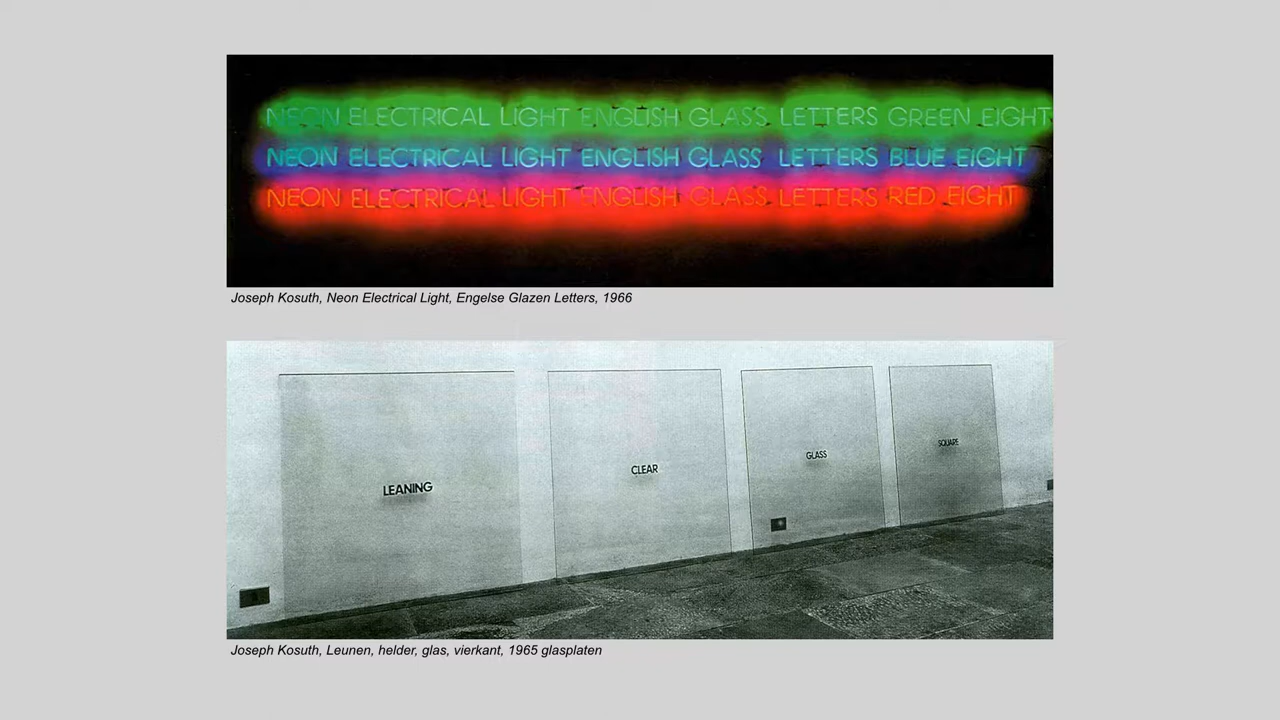 NEON ELECTRICAL LIGHT ENGLISH GLASS LETTERS GREEN EIGHT
NEON ELECTRICAL LIGHT ENGLISH GLASS LETTERS BLUE EIGHT
NEON ELECTRICAL LIGHT ENGLISH GLASS LETTERS RED EIGHT
Joseph Kosuth, Neon Electrical Light, Engelse Glazen Letters, 1966
LEANING
CLEAR
GLASS
SQUARE
Joseph Kosuth, Leunen, helder, glas, vierkant, 1965 glasplaten